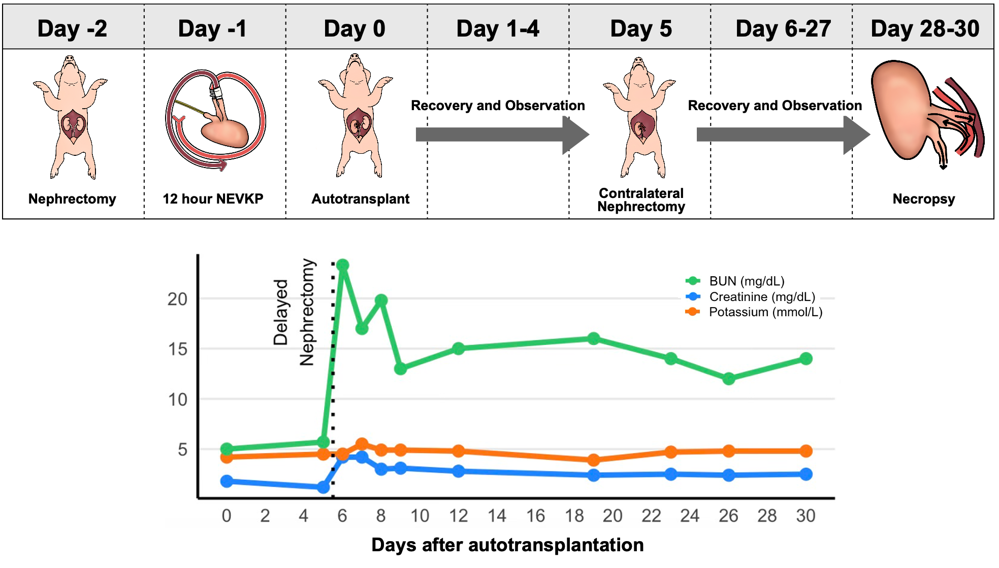 Day -2
Day -1
Day 0
Day 1-4
Day 5
Day 6-27
Day 28-30
Recovery and Observation
Recovery and Observation
Nephrectomy
12 hour NEVKP
Autotransplant
Contralateral
Nephrectomy
Necropsy
Delayed
Nephrectomy
BUN (mg/dL)
Creatinine (mg/dL)
Potassium (mmol/L)
20
15
10
5
0 2 4 6 8 10 12 14 16 18 20 22 24 26 28 30
Days after autotransplantation